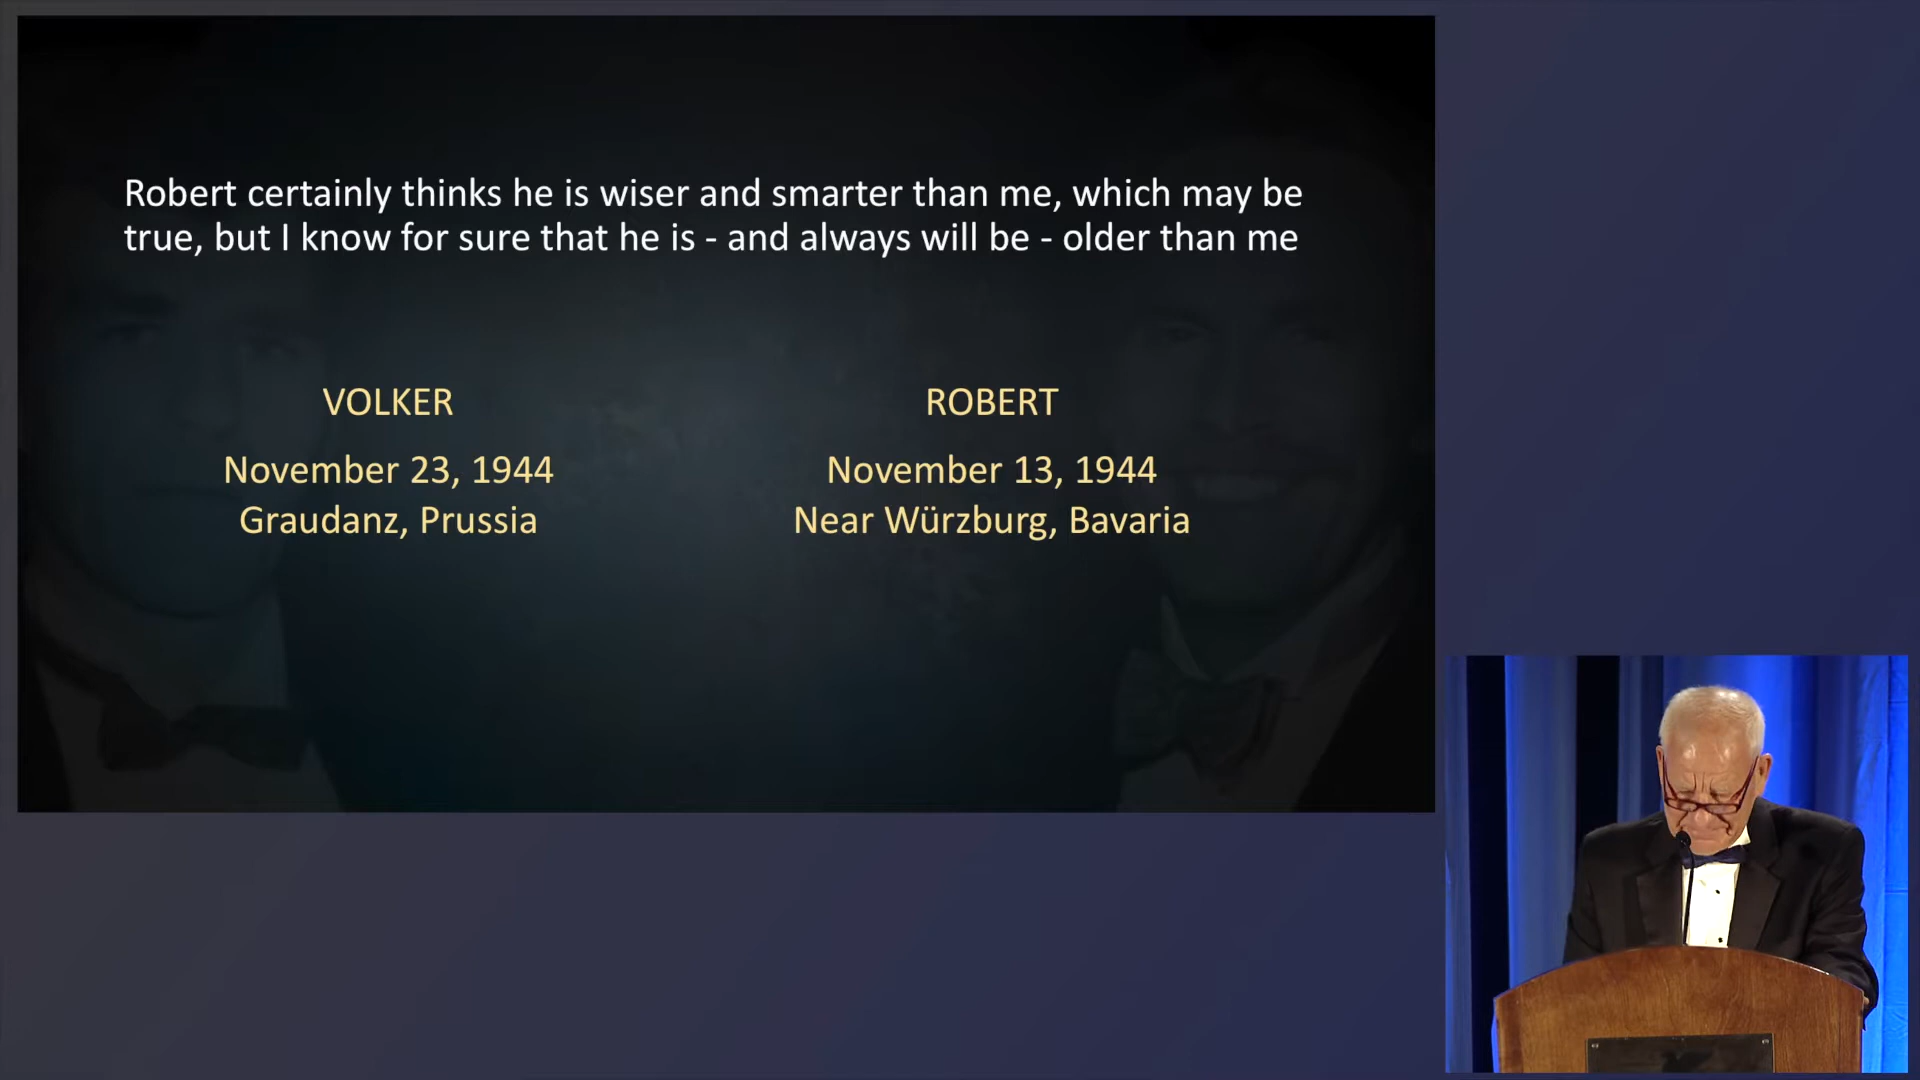 Robert certainly thinks he is wiser and smarter than me, which may be
true, but I know for sure that he is - and always will be - older than me
VOLKER
November 23, 1944
Graudanz, Prussia
ROBERT
November 13, 1944
Near Würzburg, Bavaria